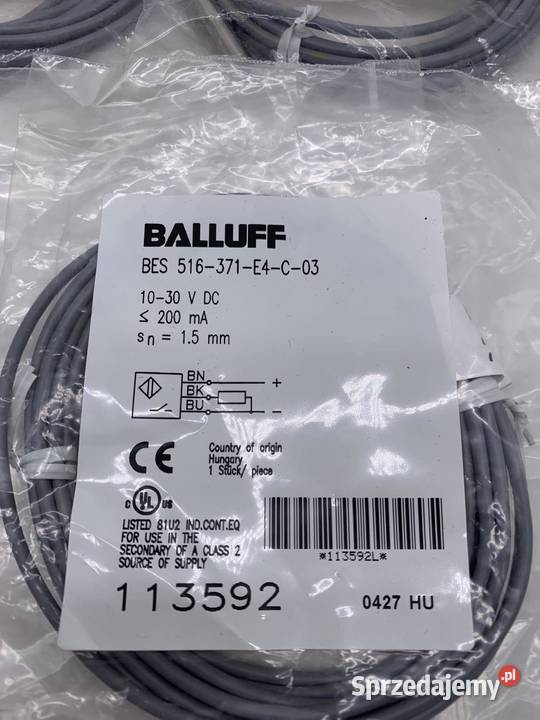 BALLUFF
BES 516-371-E4-C-03
10-30 V DC
≤ 200 mA
sn = 1.5 mm
BN +
BK
BU -
CE
Country of origin
Hungary
1 Stück/ piece
c UL us
LISTED 81U2 IND.CONT.EQ
FOR USE IN THE
SECONDARY OF A CLASS 2
SOURCE OF SUPPLY
*113592L*
113592
0427 HU
Sprzedajemy.pl